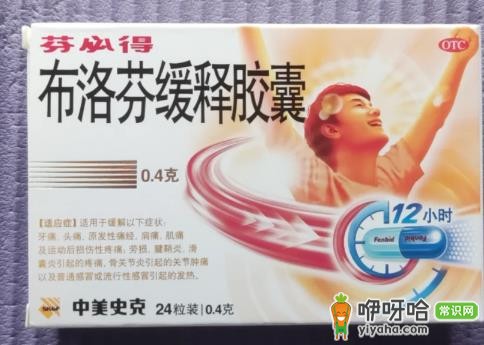 芬必得
OTC
布洛芬缓释胶囊
0.4克
【适应症】适用于缓解以下症状:
牙痛、头痛、原发性痛经、肩痛、肌痛
及运动后损伤性疼痛、劳损、腱鞘炎、滑
囊炎引起的疼痛,骨关节炎引起的关节肿痛
以及普通感冒或流行性感冒引起的发热。
12小时
Fenbid Fenbid
中美史克 24粒装 | 0.4克
咿呀哈 常识网
yiyaha.com